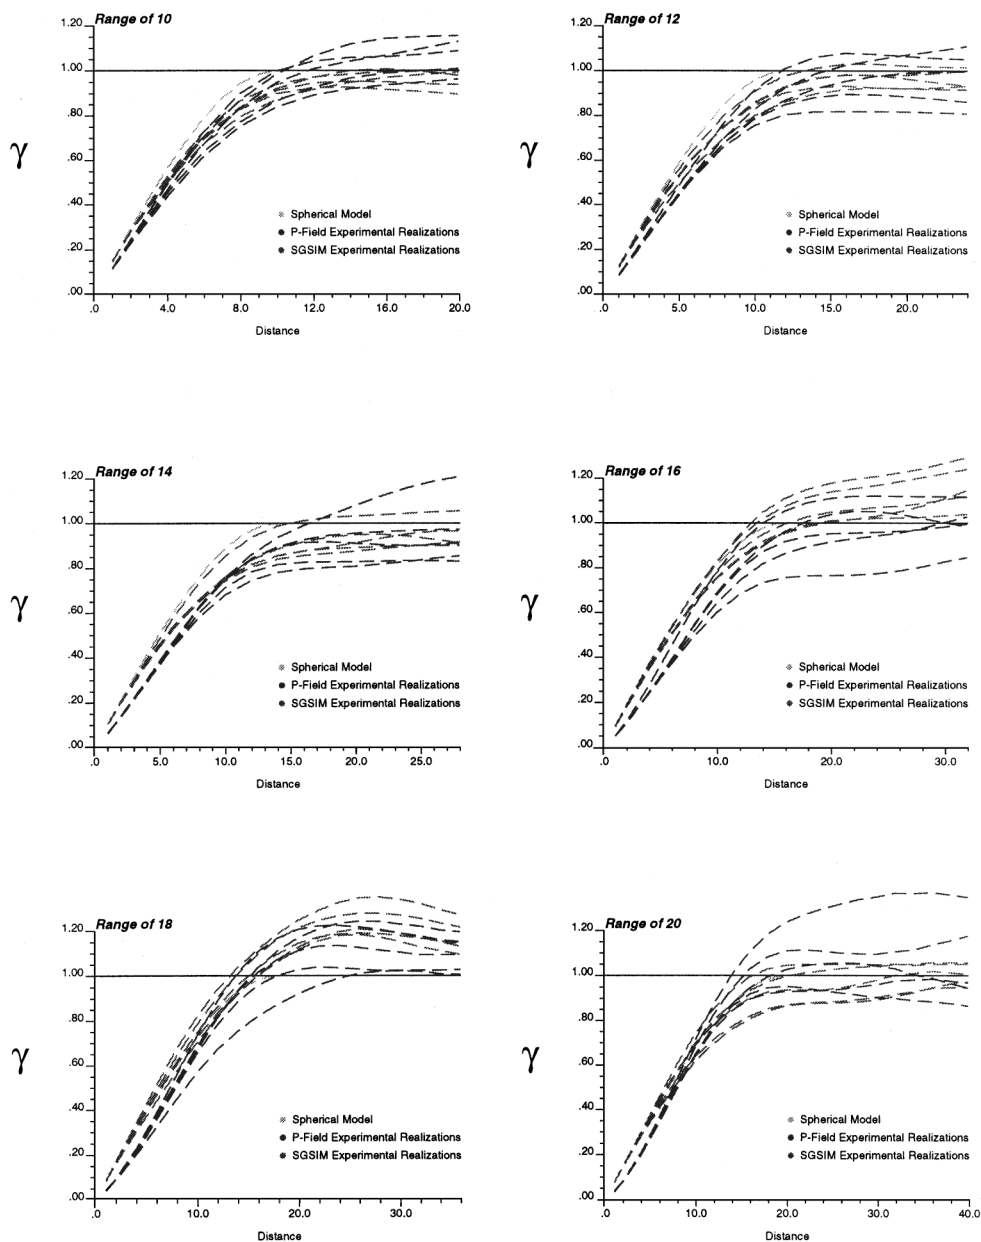 Range of 10
1.20
1.00
.80
.60
.40
.20
.00
γ
Spherical Model
P-Field Experimental Realizations
SGSIM Experimental Realizations
.0 4.0 8.0 12.0 16.0 20.0
Distance
Range of 12
1.20
1.00
.80
.60
.40
.20
.00
γ
Spherical Model
P-Field Experimental Realizations
SGSIM Experimental Realizations
.0 5.0 10.0 15.0 20.0
Distance
Range of 14
1.20
1.00
.80
.60
.40
.20
.00
γ
Spherical Model
P-Field Experimental Realizations
SGSIM Experimental Realizations
.0 5.0 10.0 15.0 20.0 25.0
Distance
Range of 16
1.20
1.00
.80
.60
.40
.20
.00
γ
Spherical Model
P-Field Experimental Realizations
SGSIM Experimental Realizations
.0 10.0 20.0 30.0
Distance
Range of 18
1.20
1.00
.80
.60
.40
.20
.00
γ
Spherical Model
P-Field Experimental Realizations
SGSIM Experimental Realizations
.0 10.0 20.0 30.0
Distance
Range of 20
1.20
1.00
.80
.60
.40
.20
.00
γ
Spherical Model
P-Field Experimental Realizations
SGSIM Experimental Realizations
.0 10.0 20.0 30.0 40.0
Distance